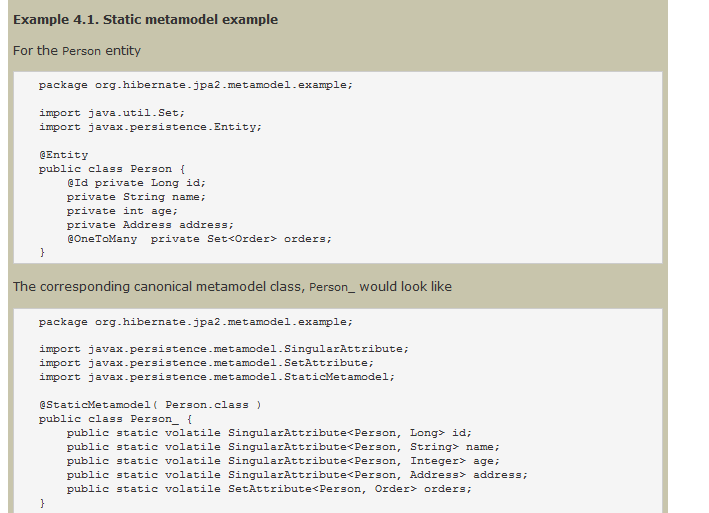 Example 4.1. Static metamodel example
For the Person entity
package org.hibernate.jpa2.metamodel.example;
import java.util.Set;
import javax.persistence.Entity;
@Entity
public class Person {
@Id private Long id;
private String name;
private int age;
private Address address;
@OneToMany  private Set<Order> orders;
}
The corresponding canonical metamodel class, Person_ would look like
package org.hibernate.jpa2.metamodel.example;
import javax.persistence.metamodel.SingularAttribute;
import javax.persistence.metamodel.SetAttribute;
import javax.persistence.metamodel.StaticMetamodel;
@StaticMetamodel( Person.class )
public class Person_ {
public static volatile SingularAttribute<Person, Long> id;
public static volatile SingularAttribute<Person, String> name;
public static volatile SingularAttribute<Person, Integer> age;
public static volatile SingularAttribute<Person, Address> address;
public static volatile SetAttribute<Person, Order> orders;
}